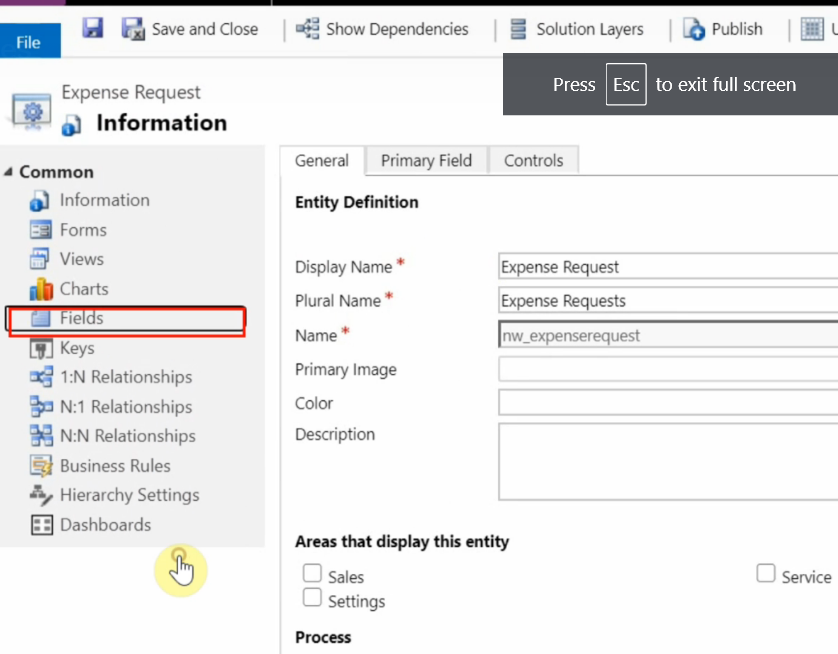 File
Save and Close
Show Dependencies
Solution Layers
Publish
Press Esc to exit full screen
Expense Request
Information
Common
Information
Forms
Views
Charts
Fields
Keys
1:N Relationships
N:1 Relationships
N:N Relationships
Business Rules
Hierarchy Settings
Dashboards
General
Primary Field
Controls
Entity Definition
Display Name * Expense Request
Plural Name * Expense Requests
Name * nw_expenserequest
Primary Image
Color
Description
Areas that display this entity
Sales
Service
Settings
Process